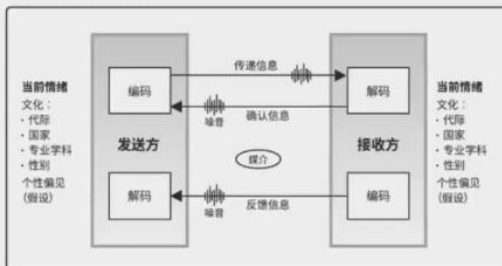 当前情绪
文化：
· 代际
· 国家
· 专业学科
· 性别
个性偏见
(假设)
编码
发送方
解码
传递信息
噪音
确认信息
媒介
噪音
反馈信息
解码
接收方
编码
当前情绪
文化：
· 代际
· 国家
· 专业学科
· 性别
个性偏见
(假设)